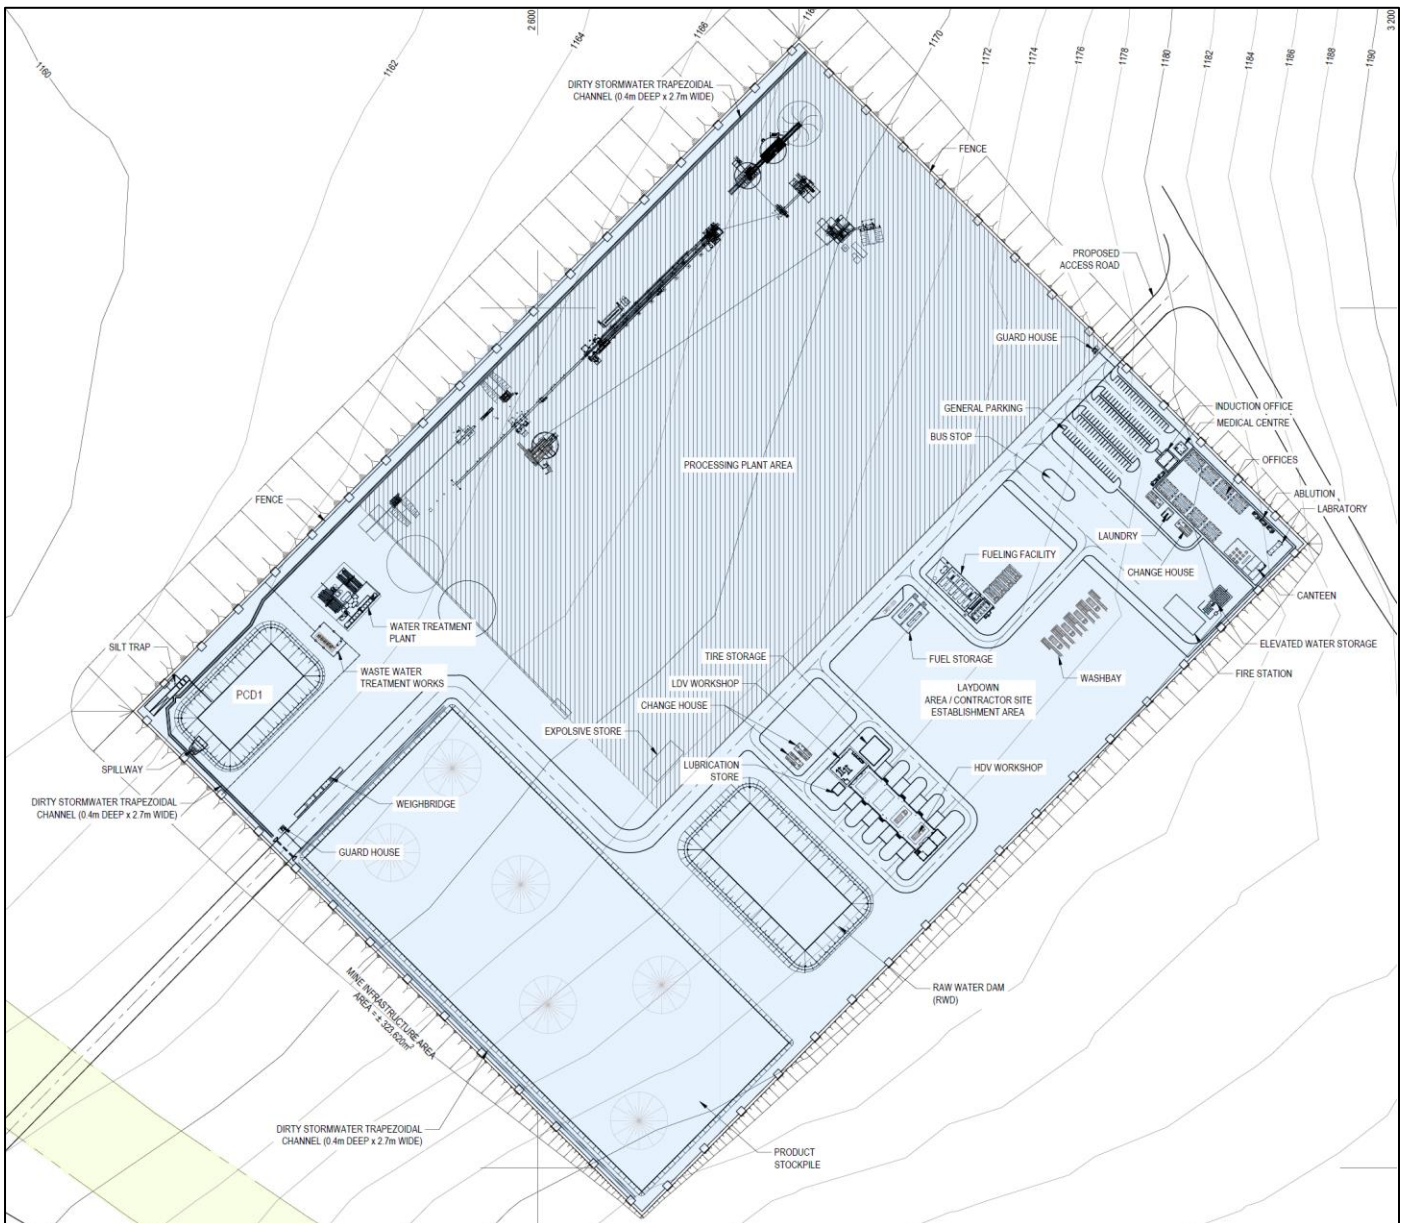 1160
1162
1164
2 600
1166
1170
1172
1174
1176
1178
1180
1182
1184
1186
1188
1190
3 200
DIRTY STORMWATER TRAPEZOIDAL
CHANNEL (0.4m DEEP x 2.7m WIDE)
FENCE
PROPOSED
ACCESS ROAD
GUARD HOUSE
GENERAL PARKING
INDUCTION OFFICE
MEDICAL CENTRE
BUS STOP
OFFICES
PROCESSING PLANT AREA
ABLUTION
LABRATORY
FENCE
LAUNDRY
FUELING FACILITY
CHANGE HOUSE
CANTEEN
WATER TREATMENT
PLANT
ELEVATED WATER STORAGE
SILT TRAP
TIRE STORAGE
FUEL STORAGE
WASTE WATER
TREATMENT WORKS
FIRE STATION
WASHBAY
LDV WORKSHOP
PCD1
LAYDOWN
AREA / CONTRACTOR SITE
ESTABLISHMENT AREA
CHANGE HOUSE
EXPOLSIVE STORE
LUBRICATION
STORE
HDV WORKSHOP
SPILLWAY
DIRTY STORMWATER TRAPEZOIDAL
CHANNEL (0.4m DEEP x 2.7m WIDE)
WEIGHBRIDGE
GUARD HOUSE
RAW WATER DAM
(RWD)
MINE INFRASTRUCTURE AREA
AREA = ± 323,620m²
DIRTY STORMWATER TRAPEZOIDAL
CHANNEL (0.4m DEEP x 2.7m WIDE)
PRODUCT
STOCKPILE